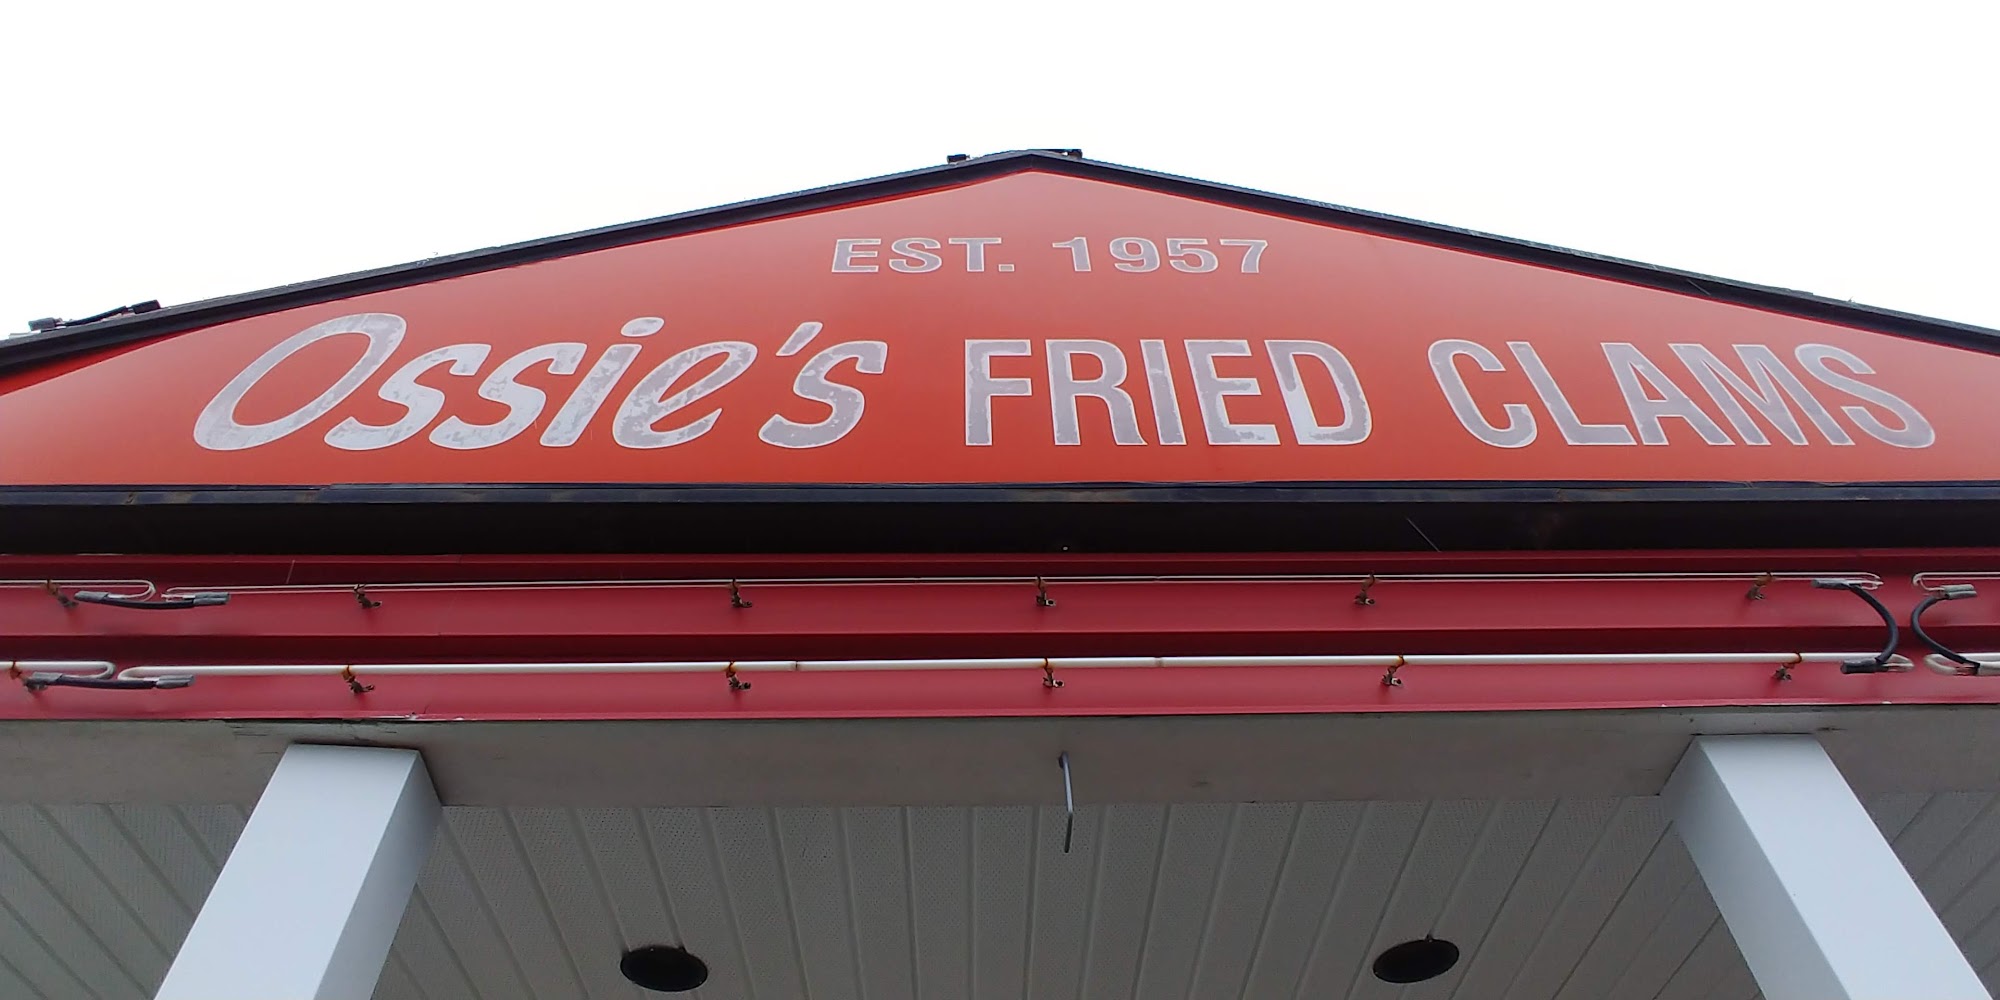 EST. 1957
Ossie's FRIED CLAMS